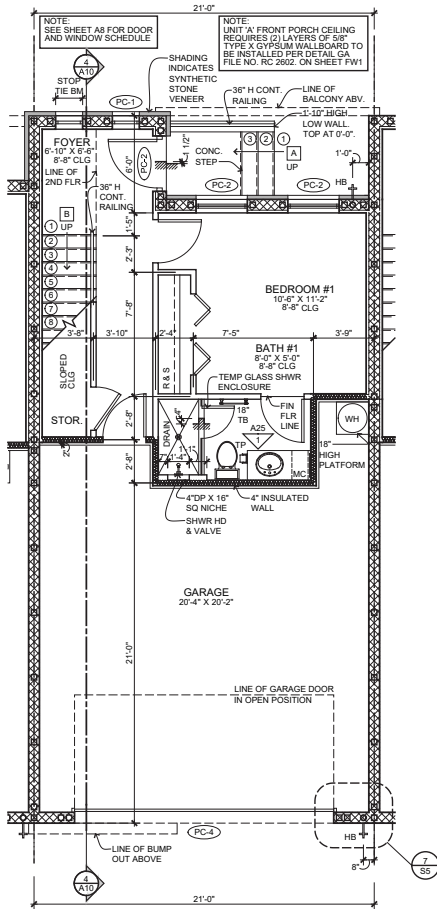 21'-0"
NOTE:
SEE SHEET A8 FOR DOOR
AND WINDOW SCHEDULE
NOTE:
UNIT 'A' FRONT PORCH CEILING
REQUIRES (2) LAYERS OF 5/8"
TYPE X GYPSUM WALLBOARD TO
BE INSTALLED PER DETAIL GA
FILE NO. RC 2602. ON SHEET FW1
4
A10
SHADING
INDICATES
SYNTHETIC
STONE
VENEER
STOP
TIE BM
PC-1
36" H CONT.
RAILING
LINE OF
BALCONY ABV.
1'-10" HIGH
LOW WALL.
TOP AT 0'-0".
FOYER
6'-10" X 6'-6"
8'-8" CLG
LINE OF
2ND FLR
6'-0"
PC-2
1 1/2"
CONC.
STEP
3
2
1
A
UP
1'-0"
PC-2
PC-2
HB
36" H
CONT.
RAILING
B
UP
1
2
3
4
5
6
7
8
1'-5"
2'-3"
7'-8"
BEDROOM #1
10'-6" X 11'-2"
8'-8" CLG
3'-8"
3'-10"
2'-4"
7'-5"
3'-9"
SLOPED
CLG
R & S
BATH #1
8'-0" X 5'-0"
8'-8" CLG
TEMP GLASS SHWR
ENCLOSURE
STOR.
2'-8"
DRAIN
4"
18"
TB
FIN
FLR
LINE
A25
1
TP
WH
18"
HIGH
PLATFORM
2"
2'-8"
7"
1'-4"
1"
MC
4"DP X 16"
SQ NICHE
4" INSULATED
WALL
SHWR HD
& VALVE
GARAGE
20'-4" X 20'-2"
21'-0"
LINE OF GARAGE DOOR
IN OPEN POSITION
PC-4
HB
LINE OF BUMP
OUT ABOVE
8"
7
S5
4
A10
21'-0"